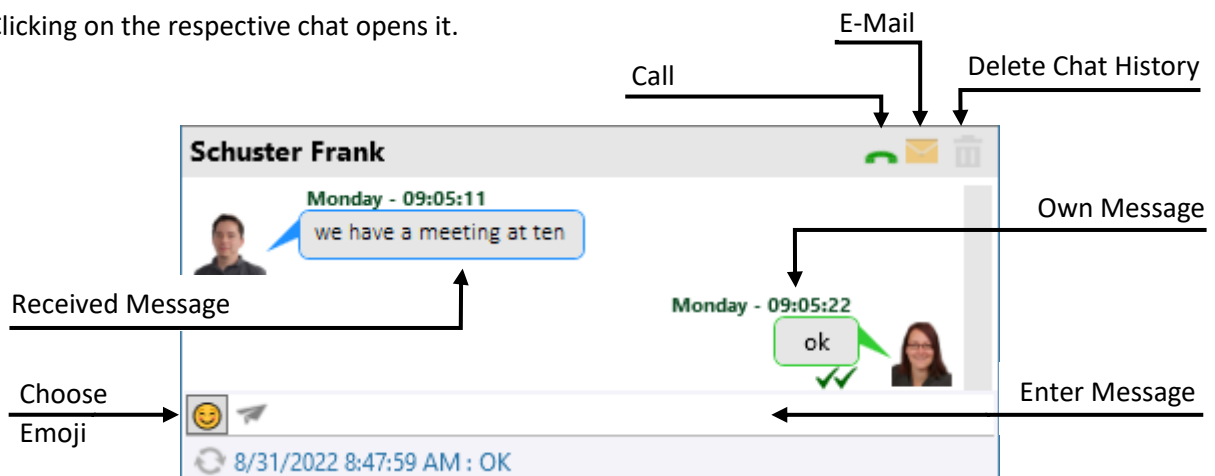 Clicking on the respective chat opens it.
E-Mail
Call
Delete Chat History
Schuster Frank
Monday - 09:05:11
we have a meeting at ten
Own Message
Received Message
Monday - 09:05:22
ok
Choose
Emoji
Enter Message
8/31/2022 8:47:59 AM : OK